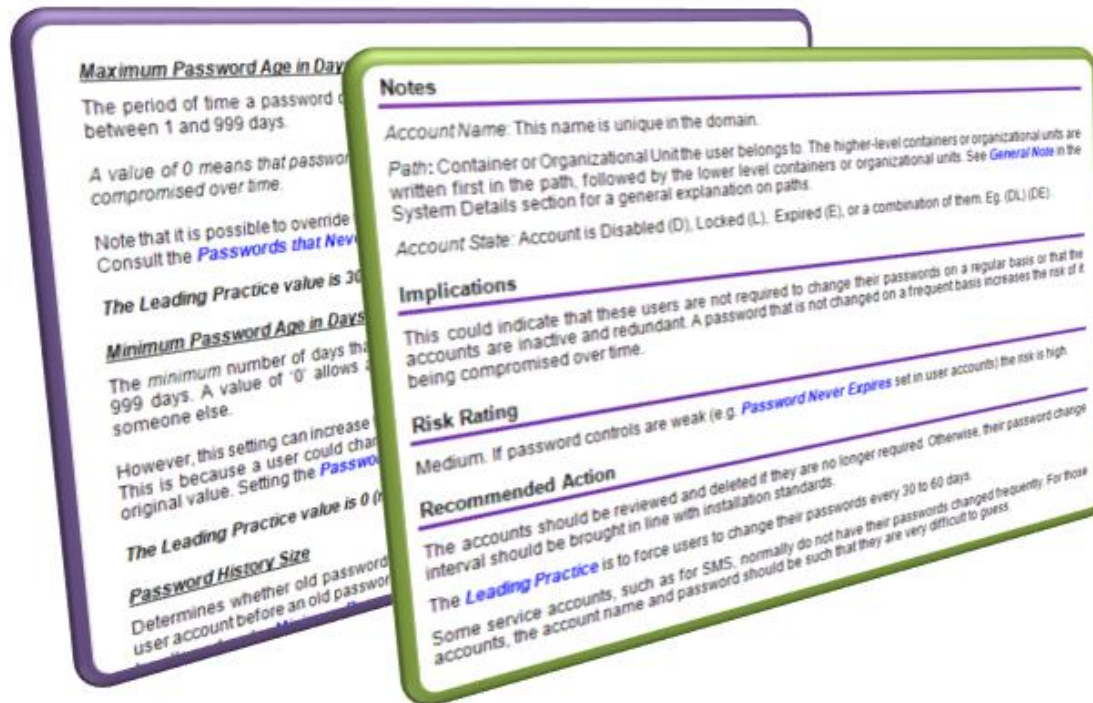 Maximum Password Age in Days
The period of time a password
between 1 and 999 days.
A value of 0 means that
compromised over time.
Note that it is possible to override
Consult the Passwords that
The Leading Practice value is 30
Minimum Password Age in Days
The minimum number of days
999 days. A value of '0' allows
someone else.
However, this setting can increase
This is because a user could
original value. Setting the
The Leading Practice value is 0
Password History Size
Determines whether old
user account before an old
Notes
Account Name: This name is unique in the domain.
Path: Container or Organizational Unit the user belongs to. The higher-level containers or organizational units are
written first in the path, followed by the lower level containers or organizational units. See General Note in the
System Details section for a general explanation on paths.
Account State: Account is Disabled (D), Locked (L), Expired (E), or a combination of them. Eg. (DL) (DE).
Implications
This could indicate that these users are not required to change their passwords on a regular basis or that the
accounts are inactive and redundant. A password that is not changed on a frequent basis increases the risk of it
being compromised over time.
Risk Rating
Medium. If password controls are weak (e.g. Password Never Expires set in user accounts) the risk is high.
Recommended Action
The accounts should be reviewed and deleted if they are no longer required. Otherwise, their password change
interval should be brought in line with installation standards.
The Leading Practice is to force users to change their passwords every 30 to 60 days.
Some service accounts, such as for SMS, normally do not have their passwords changed frequently. For those
accounts, the account name and password should be such that they are very difficult to guess.